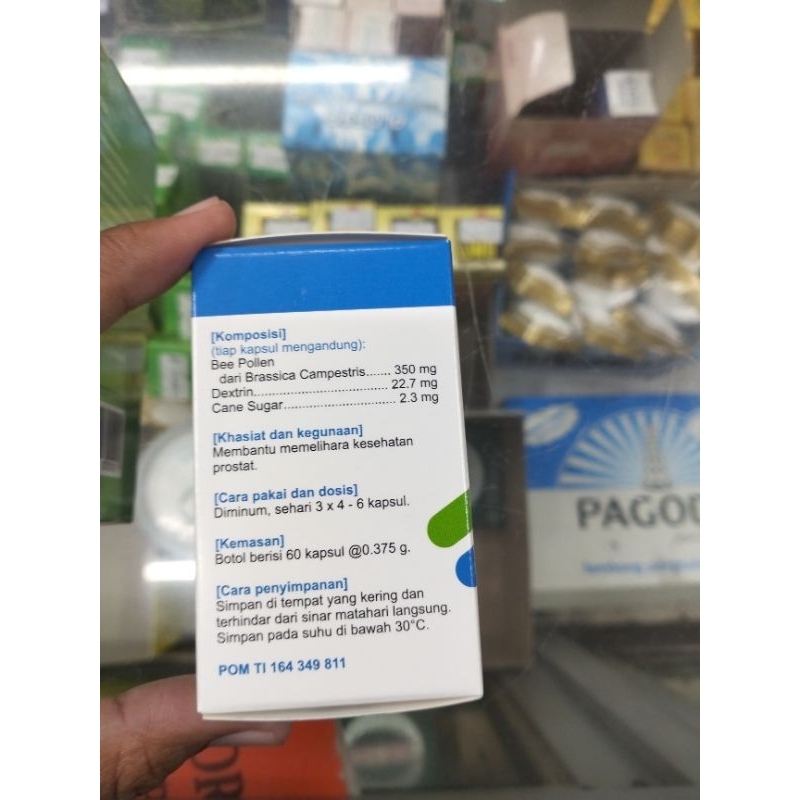 [Komposisi]
(tiap kapsul mengandung):
Bee Pollen
dari Brassica Campestris....... 350 mg
Dextrin.................................. 22.7 mg
Cane Sugar............................ 2.3 mg
[Khasiat dan kegunaan]
Membantu memelihara kesehatan
prostat.
[Cara pakai dan dosis]
Diminum, sehari 3 x 4 - 6 kapsul.
[Kemasan]
Botol berisi 60 kapsul @0.375 g.
[Cara penyimpanan]
Simpan di tempat yang kering dan
terhindar dari sinar matahari langsung.
Simpan pada suhu di bawah 30°C.
POM TI 164 349 811
PAGOD